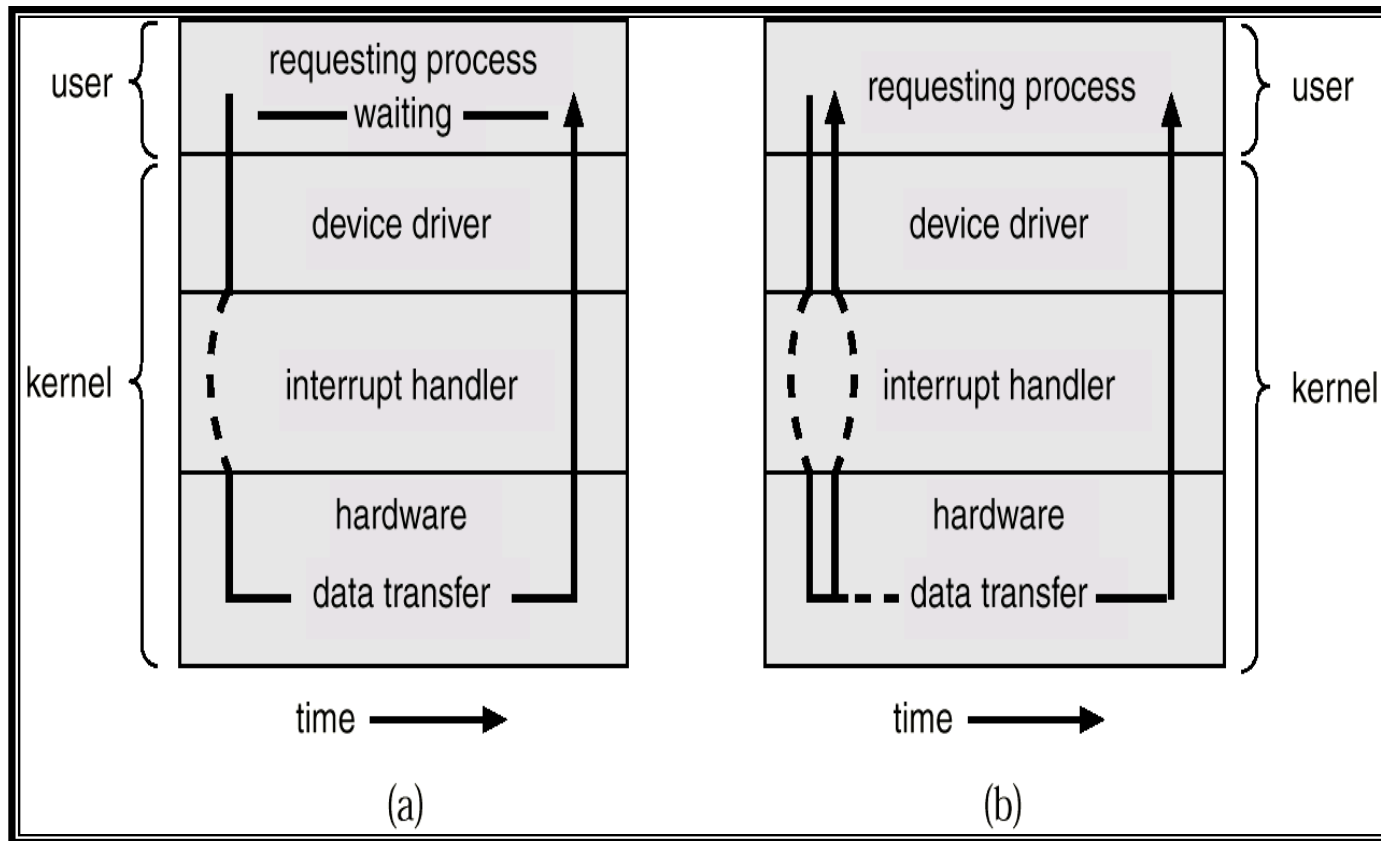 user
requesting process
waiting
device driver
kernel
interrupt handler
hardware
data transfer
time
(a)
requesting process
user
device driver
interrupt handler
kernel
hardware
data transfer
time
(b)